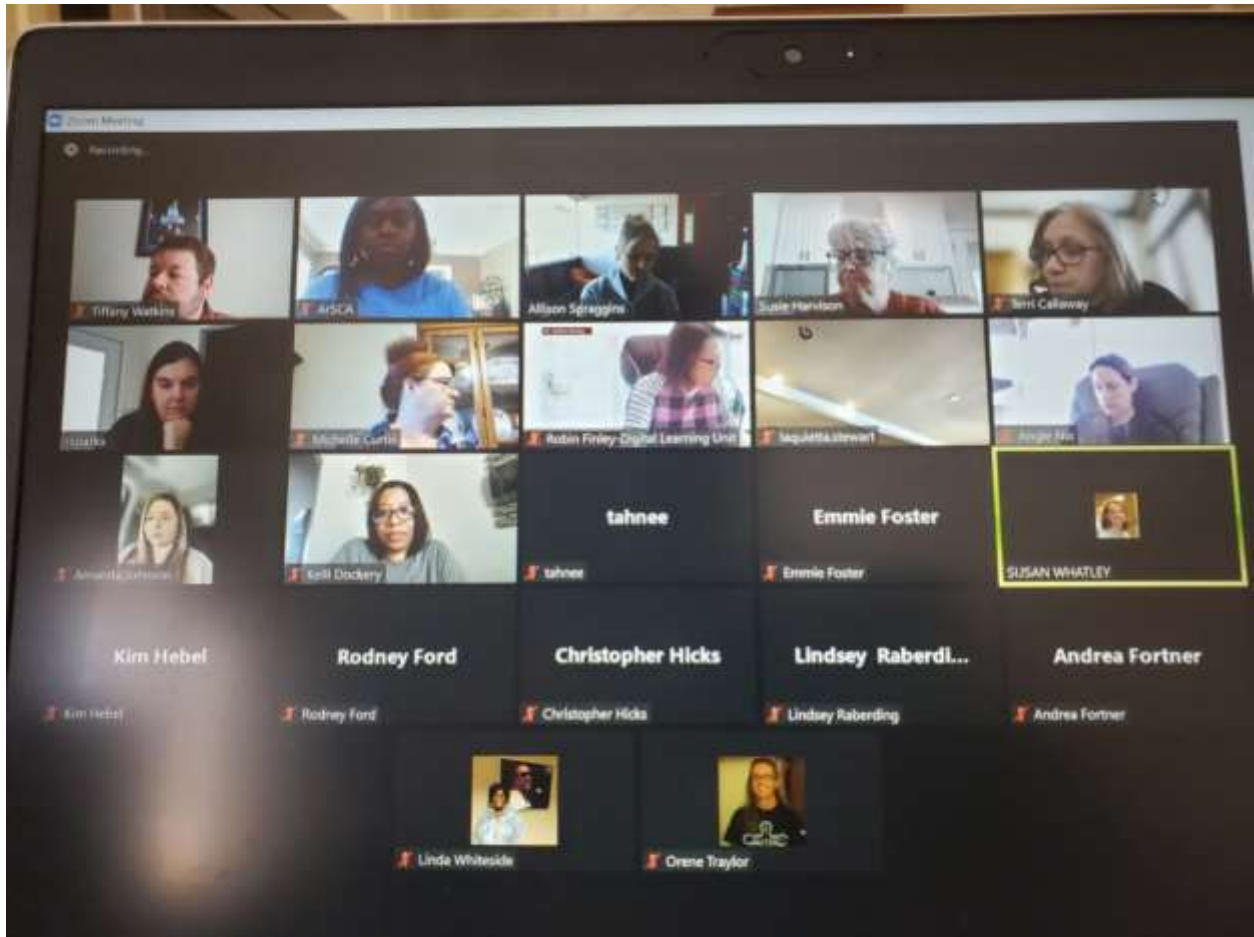 Zoom Meeting
Recording...
Tiffany Watkins
ArSCA
Allison Spraggins
Susie Harvison
Terri Callaway
Michelle Curtis
Robin Finley-Digital Learning Unit
laquietta.stewart
Angie Nix
Amanda Johnson
Kelli Dockery
tahnee
tahnee
Emmie Foster
Emmie Foster
SUSAN WHATLEY
Kim Hebel
Kim Hebel
Rodney Ford
Rodney Ford
Christopher Hicks
Christopher Hicks
Lindsey Raberdi...
Lindsey Raberding
Andrea Fortner
Andrea Fortner
Linda Whiteside
Orene Traylor